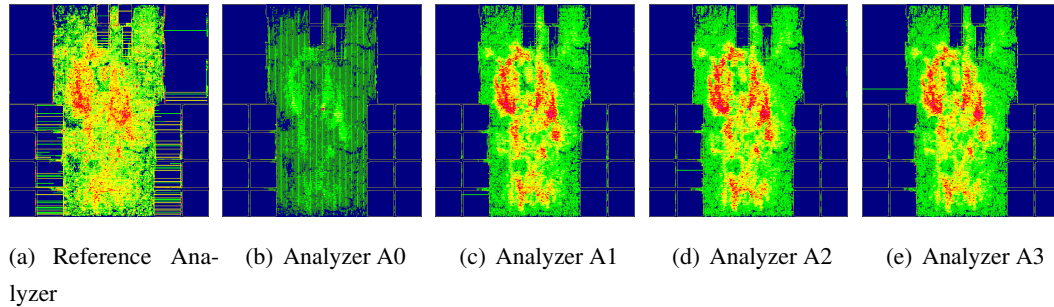 (a) Reference Ana-
lyzer
(b) Analyzer A0
(c) Analyzer A1
(d) Analyzer A2
(e) Analyzer A3